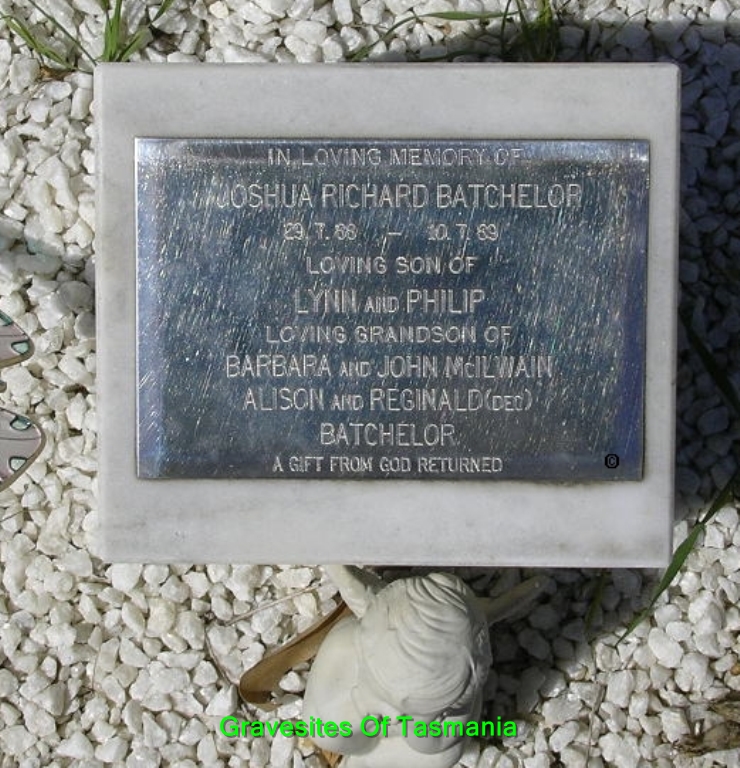 IN LOVING MEMORY OF
JOSHUA RICHARD BATCHELOR
29. 7. 88 — 10. 7. 89
LOVING SON OF
LYNN AND PHILIP
LOVING GRANDSON OF
BARBARA AND JOHN McILWAIN
ALISON AND REGINALD (DEC)
BATCHELOR
A GIFT FROM GOD RETURNED
©
Gravesites Of Tasmania